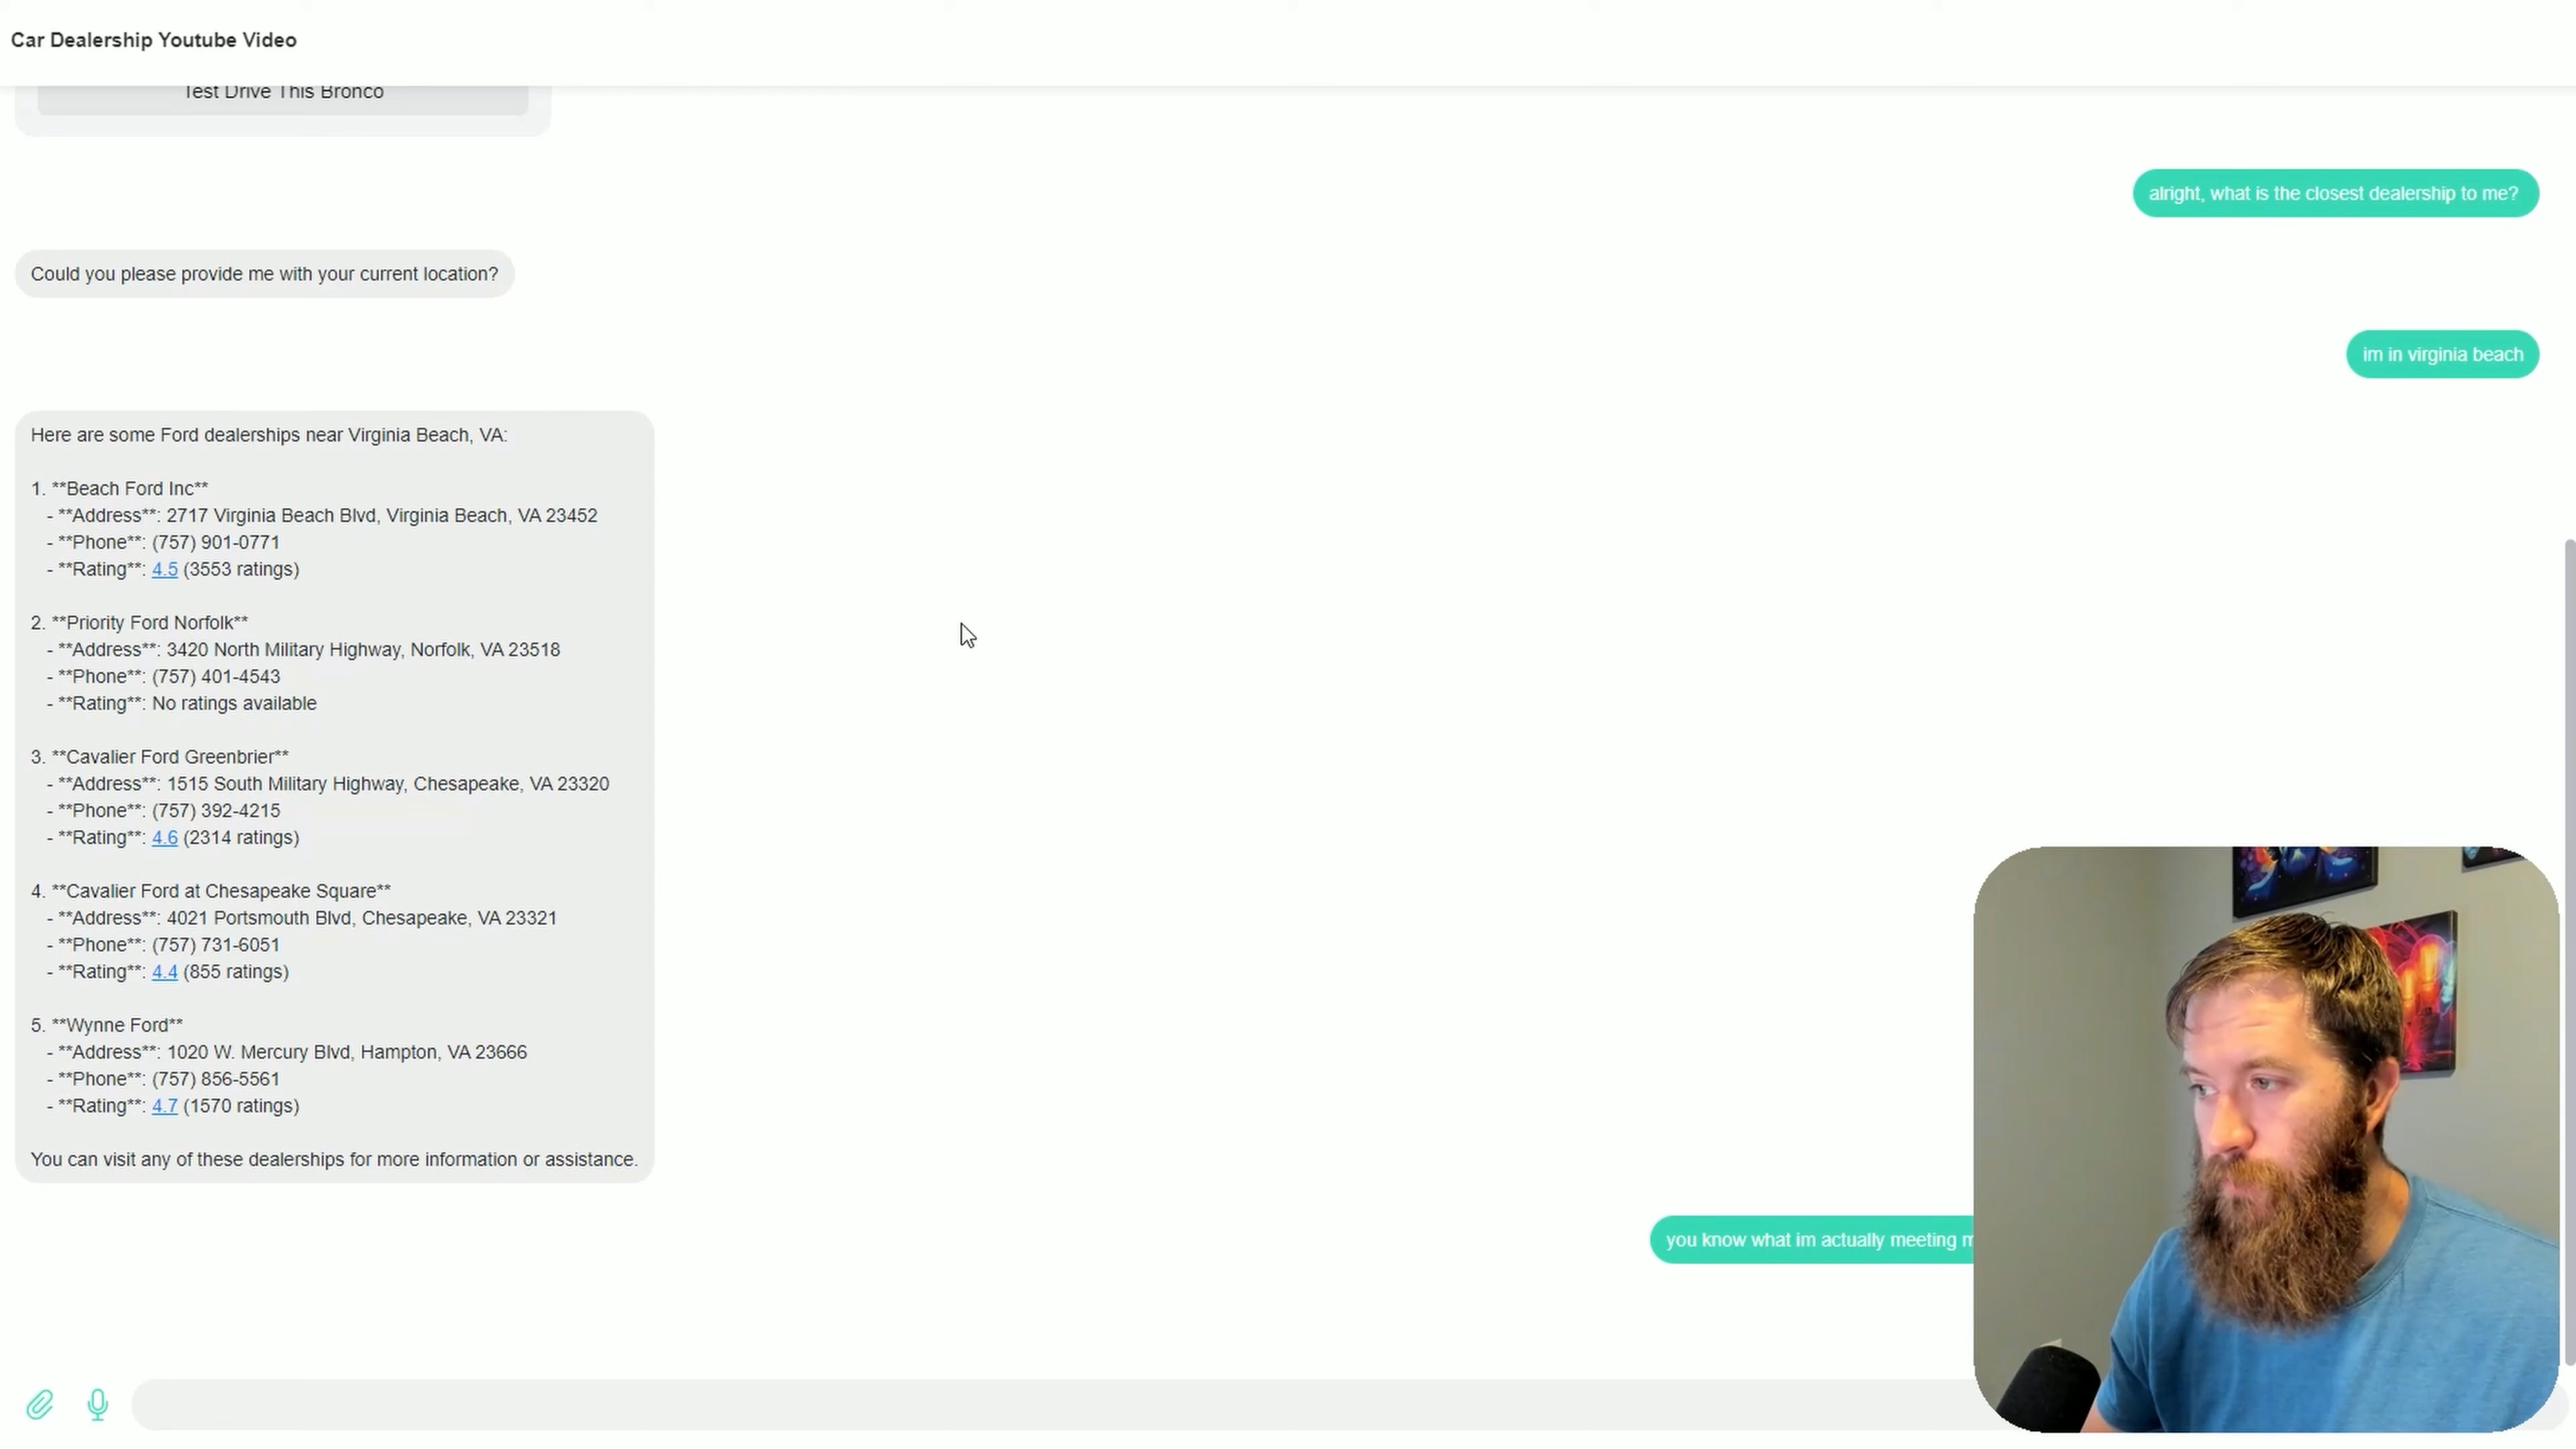 Car Dealership Youtube Video
Test Drive This Bronco
alright, what is the closest dealership to me?
Could you please provide me with your current location?
im in virginia beach
Here are some Ford dealerships near Virginia Beach, VA:
1. **Beach Ford Inc**
- **Address**: 2717 Virginia Beach Blvd, Virginia Beach, VA 23452
- **Phone**: (757) 901-0771
- **Rating**: 4.5 (3553 ratings)
2. **Priority Ford Norfolk**
- **Address**: 3420 North Military Highway, Norfolk, VA 23518
- **Phone**: (757) 401-4543
- **Rating**: No ratings available
3. **Cavalier Ford Greenbrier**
- **Address**: 1515 South Military Highway, Chesapeake, VA 23320
- **Phone**: (757) 392-4215
- **Rating**: 4.6 (2314 ratings)
4. **Cavalier Ford at Chesapeake Square**
- **Address**: 4021 Portsmouth Blvd, Chesapeake, VA 23321
- **Phone**: (757) 731-6051
- **Rating**: 4.4 (855 ratings)
5. **Wynne Ford**
- **Address**: 1020 W. Mercury Blvd, Hampton, VA 23666
- **Phone**: (757) 856-5561
- **Rating**: 4.7 (1570 ratings)
You can visit any of these dealerships for more information or assistance.
you know what im actually meeting